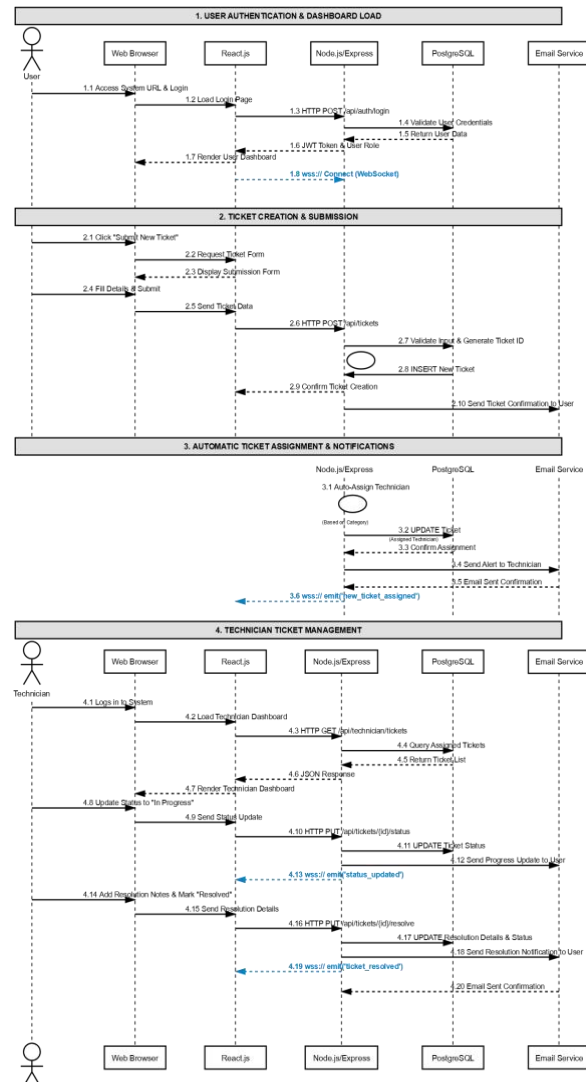 1. USER AUTHENTICATION & DASHBOARD LOAD
User
Web Browser
React.js
Node.js/Express
PostgreSQL
Email Service
1.1 Access System URL & Login
1.2 Load Login Page
1.3 HTTP POST /api/auth/login
1.4 Validate User Credentials
1.5 Return User Data
1.6 JWT Token & User Role
1.7 Render User Dashboard
1.8 wss:// Connect (WebSocket)
2. TICKET CREATION & SUBMISSION
2.1 Click "Submit New Ticket"
2.2 Request Ticket Form
2.3 Display Submission Form
2.4 Fill Details & Submit
2.5 Send Ticket Data
2.6 HTTP POST /api/tickets
2.7 Validate Input & Generate Ticket ID
2.8 INSERT New Ticket
2.9 Confirm Ticket Creation
2.10 Send Ticket Confirmation to User
3. AUTOMATIC TICKET ASSIGNMENT & NOTIFICATIONS
Node.js/Express
PostgreSQL
Email Service
3.1 Auto-Assign Technician
(Based on Category)
3.2 UPDATE Ticket
(Assigned Technician)
3.3 Confirm Assignment
3.4 Send Alert to Technician
3.5 Email Sent Confirmation
3.6 wss:// emit('new_ticket_assigned')
4. TECHNICIAN TICKET MANAGEMENT
Technician
Web Browser
React.js
Node.js/Express
PostgreSQL
Email Service
4.1 Logs in to System
4.2 Load Technician Dashboard
4.3 HTTP GET /api/technician/tickets
4.4 Query Assigned Tickets
4.5 Return Ticket List
4.6 JSON Response
4.7 Render Technician Dashboard
4.8 Update Status to "In Progress"
4.9 Send Status Update
4.10 HTTP PUT /api/tickets/{id}/status
4.11 UPDATE Ticket Status
4.12 Send Progress Update to User
4.13 wss:// emit('status_updated')
4.14 Add Resolution Notes & Mark "Resolved"
4.15 Send Resolution Details
4.16 HTTP PUT /api/tickets/{id}/resolve
4.17 UPDATE Resolution Details & Status
4.18 Send Resolution Notification to User
4.19 wss:// emit('ticket_resolved')
4.20 Email Sent Confirmation
Web Browser
React.js
Node.js/Express
PostgreSQL
Email Service